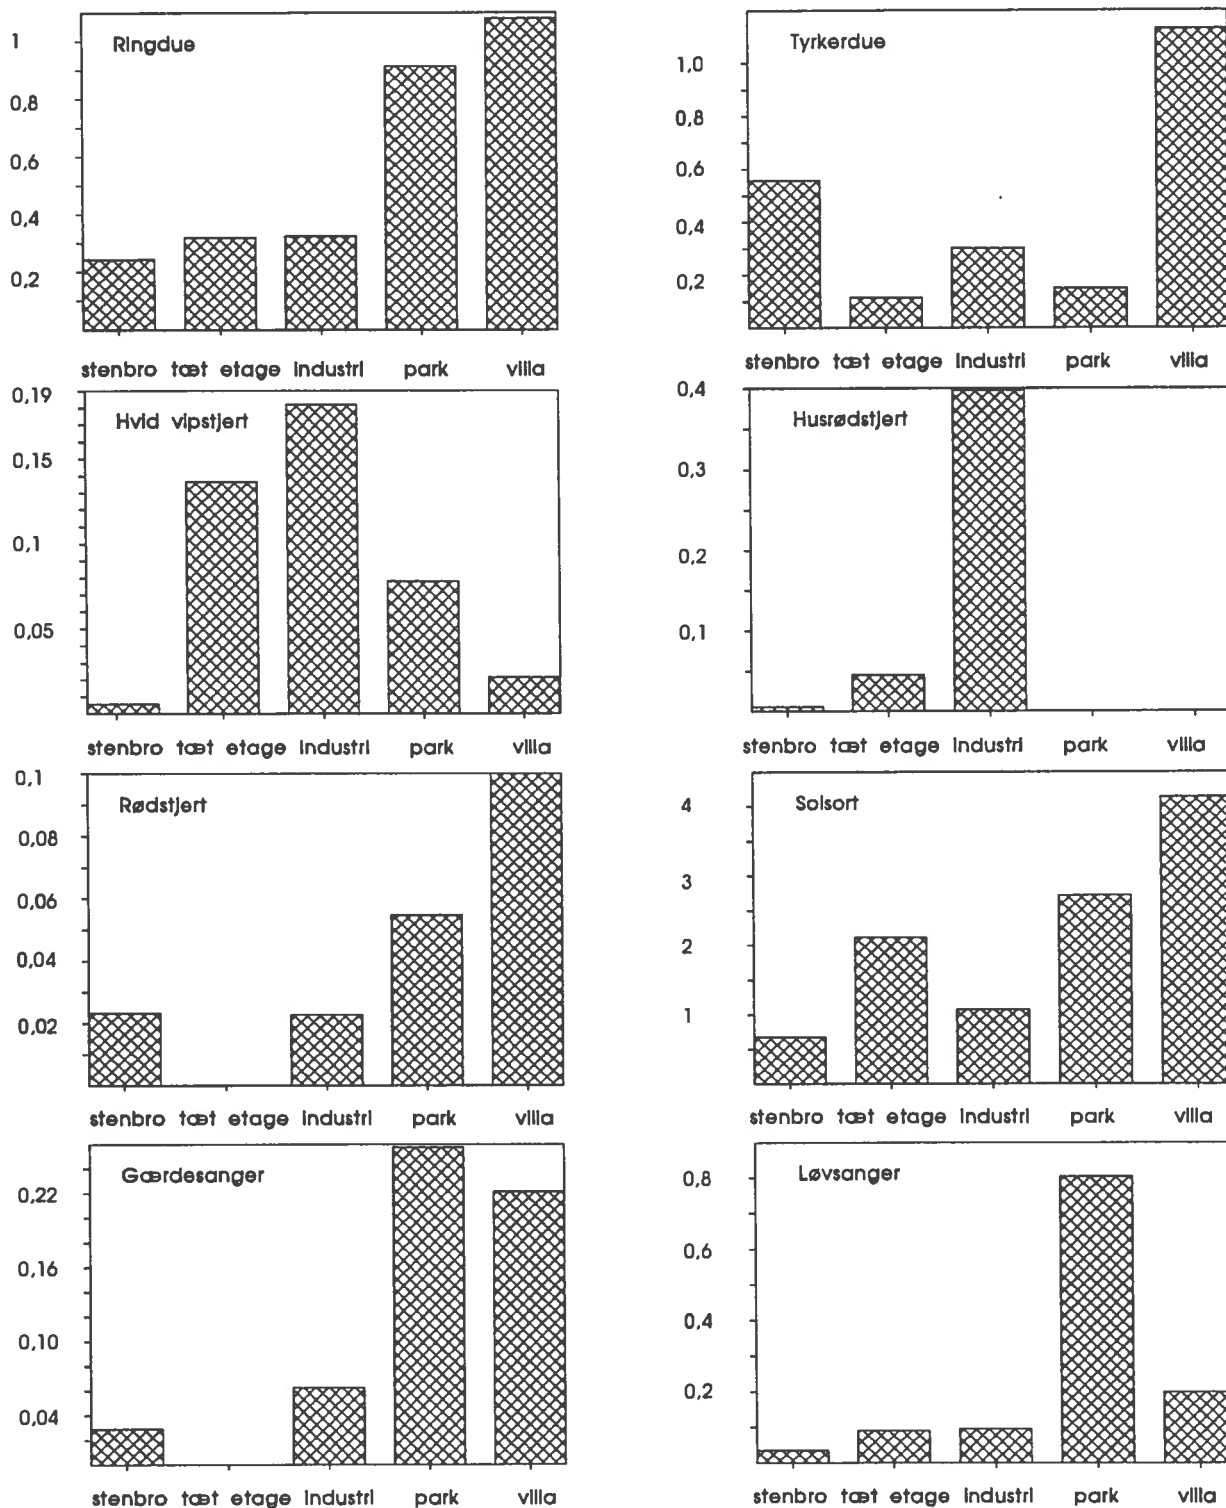 Ringdue
1
0,8
0,6
0,4
0,2
stenbro tæt etage industri park villa
Tyrkerdue
1,0
0,8
0,6
0,4
0,2
stenbro tæt etage industri park villa
Hvid vipstjert
0,19
0,15
0,1
0,05
stenbro tæt etage industri park villa
Husrødstjert
0,4
0,3
0,2
0,1
stenbro tæt etage industri park villa
Rødstjert
0,1
0,08
0,06
0,04
0,02
stenbro tæt etage industri park villa
Solsort
4
3
2
1
stenbro tæt etage industri park villa
Gærdesanger
0,22
0,16
0,10
0,04
stenbro tæt etage industri park villa
Løvsanger
0,8
0,6
0,4
0,2
stenbro tæt etage industri park villa